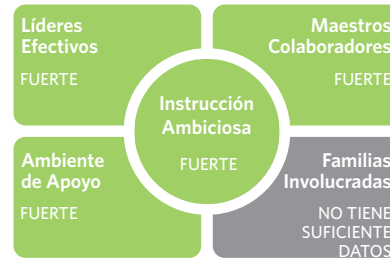 Líderes
Efectivos
FUERTE
Maestros
Colaboradores
FUERTE
Instrucción
Ambiciosa
FUERTE
Ambiente
de Apoyo
FUERTE
Familias
Involucradas
NO TIENE
SUFICIENTE
DATOS